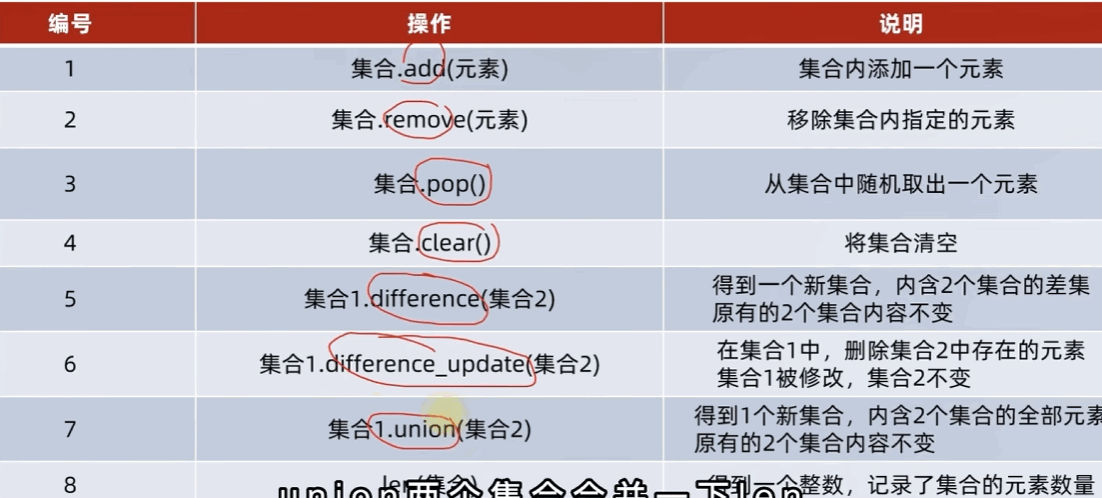 编号 操作 说明
1 集合.add(元素) 集合内添加一个元素
2 集合.remove(元素) 移除集合内指定的元素
3 集合.pop() 从集合中随机取出一个元素
4 集合.clear() 将集合清空
5 集合1.difference(集合2) 得到一个新集合，内含2个集合的差集
原有的2个集合内容不变
6 集合1.difference_update(集合2) 在集合1中，删除集合2中存在的元素
集合1被修改，集合2不变
7 集合1.union(集合2) 得到1个新集合，内含2个集合的全部元素
原有的2个集合内容不变
8 len(集合) 得到一个整数，记录了集合的元素数量
union两个集合合并一下len